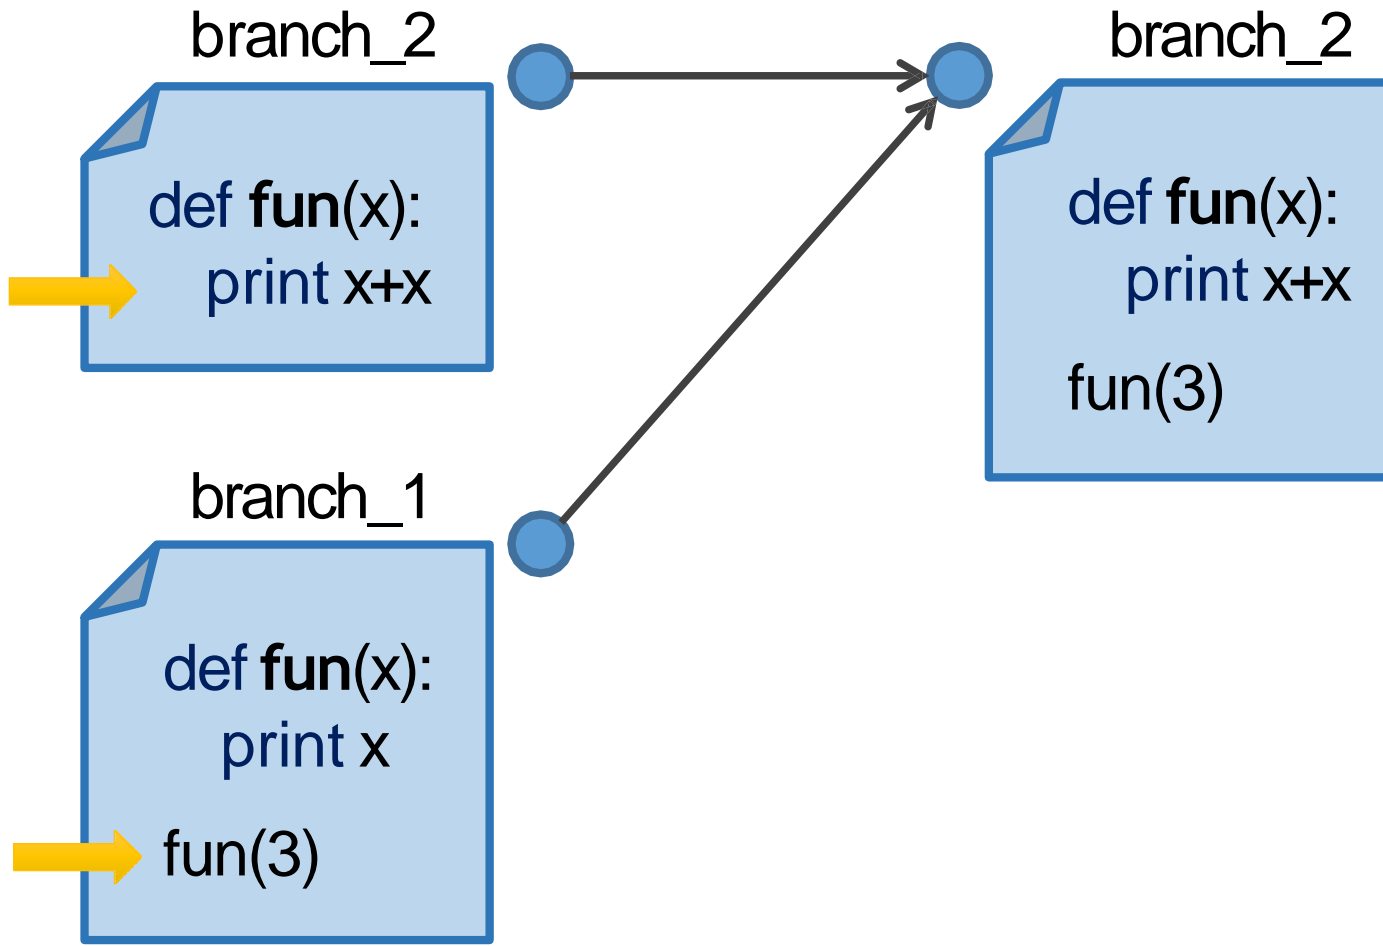 branch_2
def fun(x):
print x+x
branch_1
def fun(x):
print x
fun(3)
branch_2
def fun(x):
print x+x
fun(3)